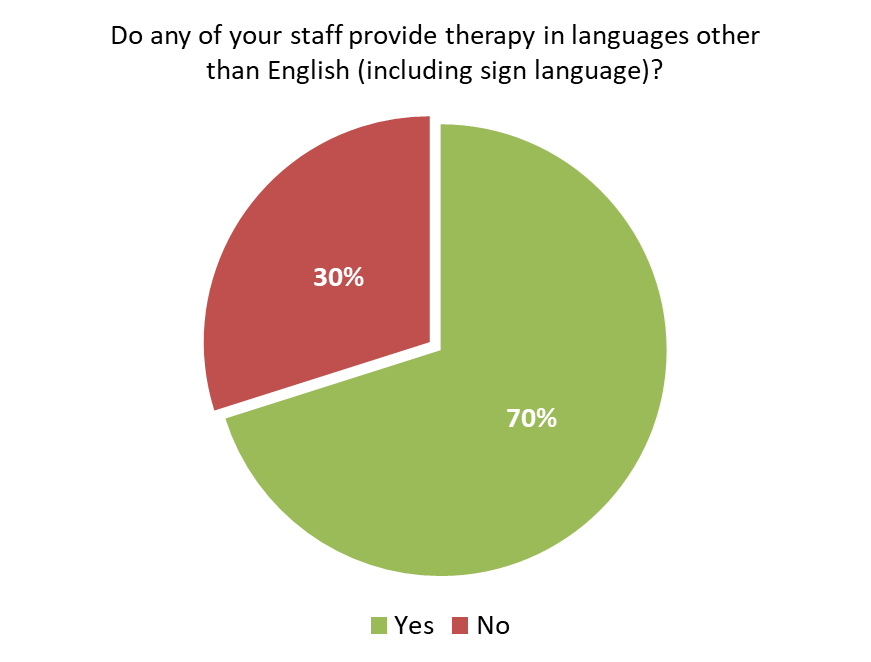 Do any of your staff provide therapy in languages other
than English (including sign language)?
30%
70%
Yes No